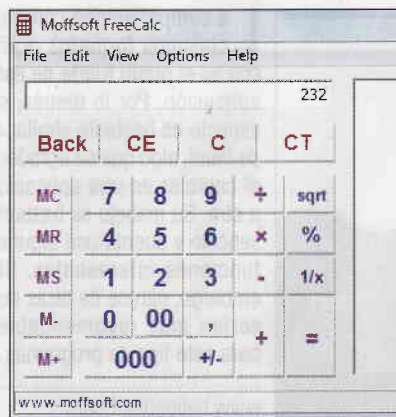 Moffsoft FreeCalc
File Edit View Options Help
232
Back CE C CT
MC 7 8 9 ÷ sqrt
MR 4 5 6 × %
MS 1 2 3 - 1/x
M- 0 00 , + =
M+ 000 +/-
www.moffsoft.com